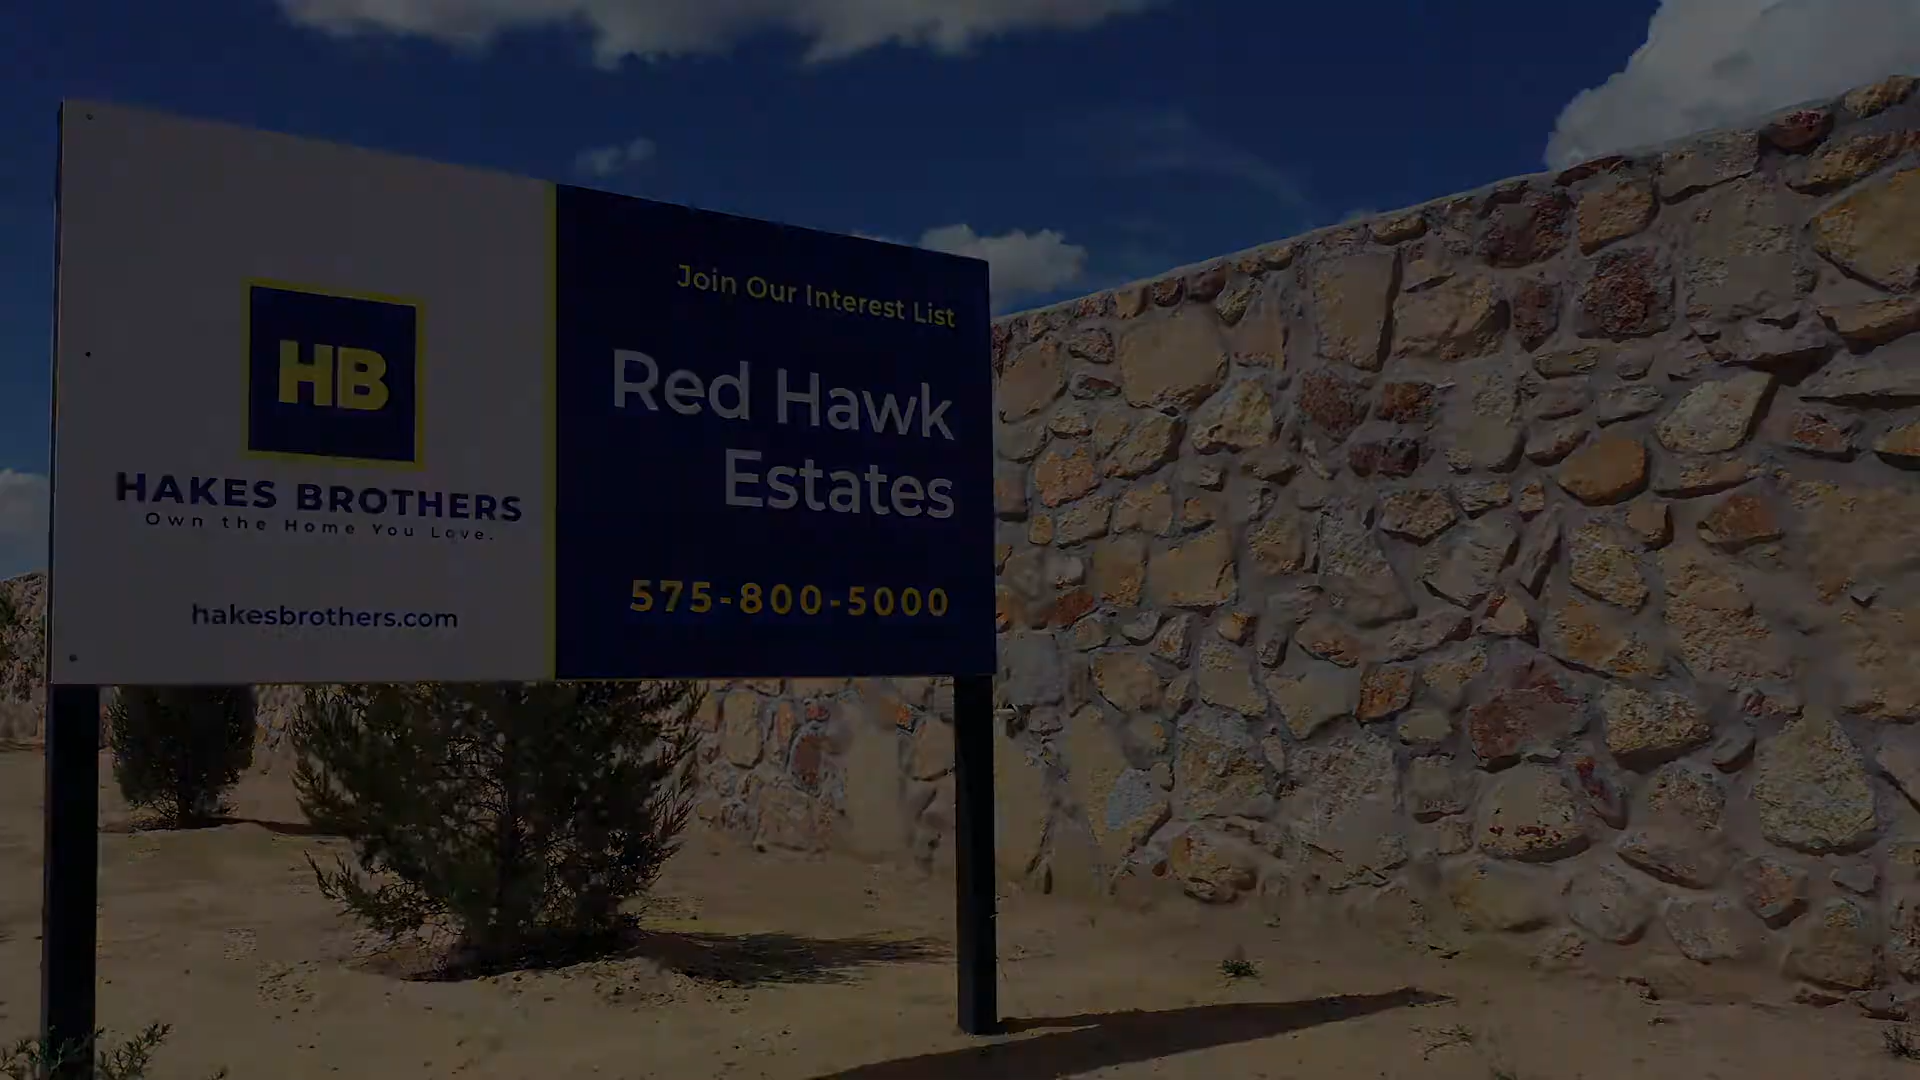 HB
HAKES BROTHERS
Own the Home You Love.
hakesbrothers.com
Join Our Interest List
Red Hawk
Estates
575-800-5000